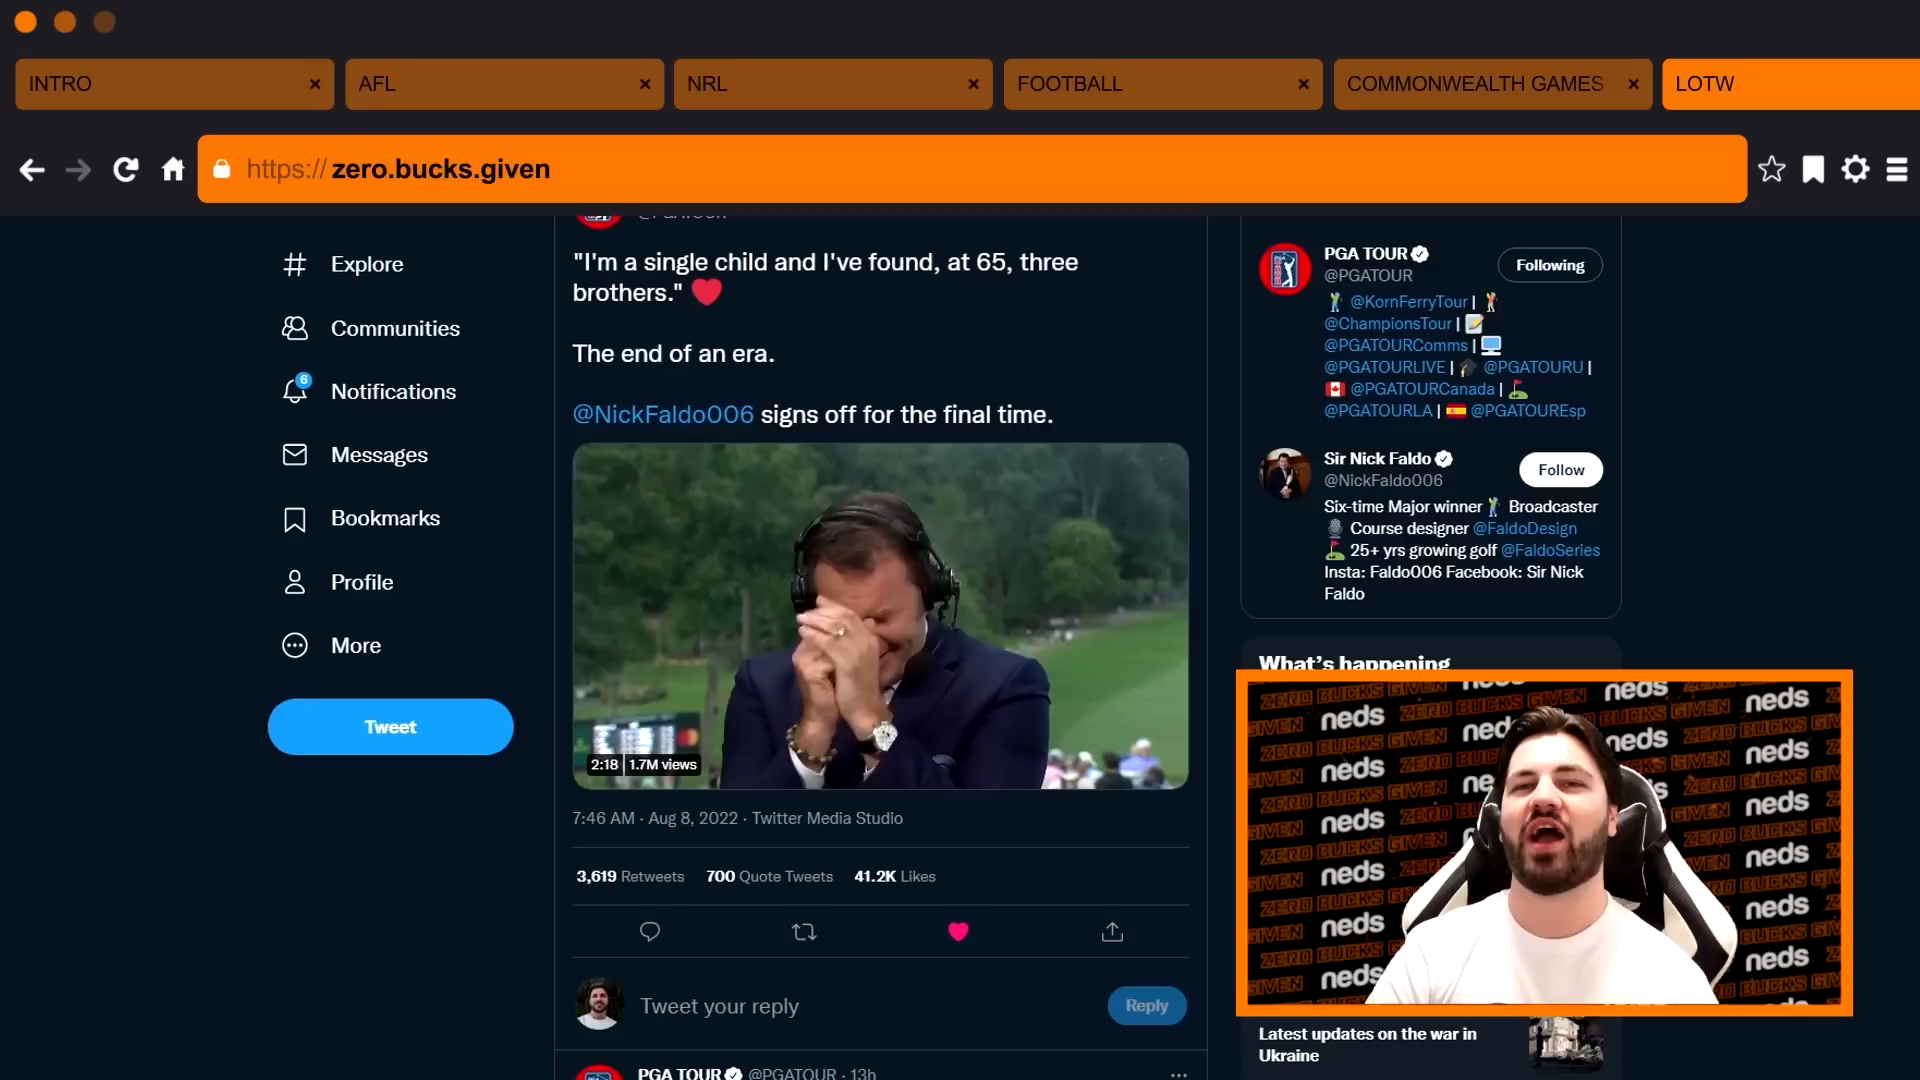 INTRO
AFL
NRL
FOOTBALL
COMMONWEALTH GAMES
LOTW
https:// zero.bucks.given
Explore
Communities
6
Notifications
Messages
Bookmarks
Profile
More
Tweet
@PGATOUR
"I'm a single child and I've found, at 65, three
brothers."
The end of an era.
@NickFaldo006 signs off for the final time.
2:18 1.7M views
7:46 AM · Aug 8, 2022 · Twitter Media Studio
3,619 Retweets 700 Quote Tweets 41.2K Likes
Tweet your reply
Reply
PGA TOUR @PGATOUR · 13h
PGA TOUR
@PGATOUR
Following
@KornFerryTour |
@ChampionsTour |
@PGATOURComms |
@PGATOURLIVE | @PGATOURU |
@PGATOURCanada |
@PGATOURLA | @PGATOUREsp
Sir Nick Faldo
@NickFaldo006
Follow
Six-time Major winner Broadcaster
Course designer @FaldoDesign
25+ yrs growing golf @FaldoSeries
Insta: Faldo006 Facebook: Sir Nick
Faldo
What's happening
ZERO BUCKS GIVEN
neds
Latest updates on the war in
Ukraine